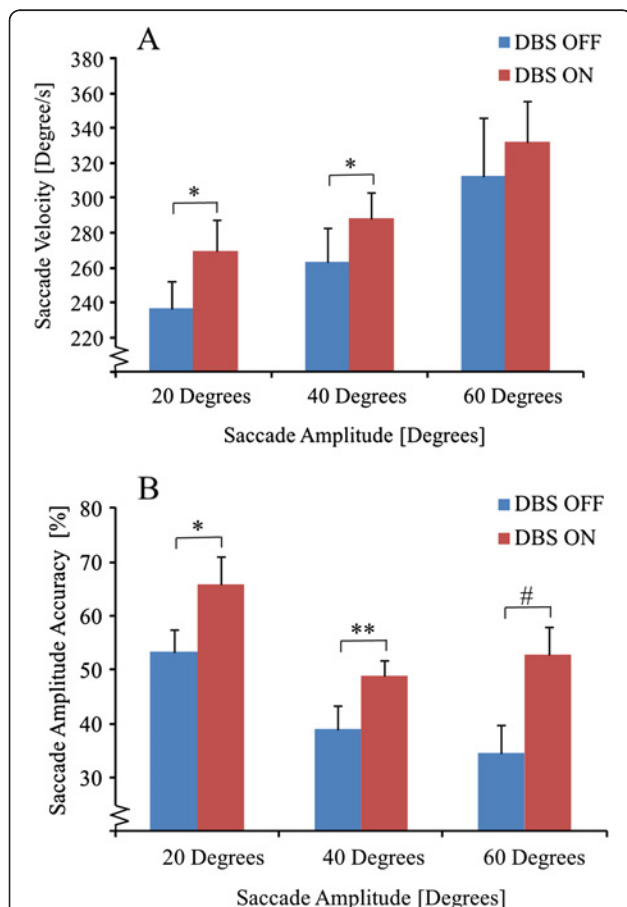 A
DBS OFF
DBS ON
Saccade Velocity [Degree/s]
380
360
340
320
300
280
260
240
220
*
*
20 Degrees
40 Degrees
60 Degrees
Saccade Amplitude [Degrees]
B
DBS OFF
DBS ON
Saccade Amplitude Accuracy [%]
80
70
60
50
40
30
*
**
#
20 Degrees
40 Degrees
60 Degrees
Saccade Amplitude [Degrees]